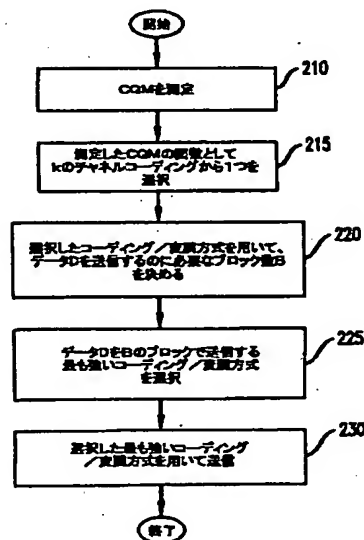 開始
CQMを測定
210
測定したCQMの関数として
kのチャネルコーディングから1つを
選択
215
選択したコーディング/変調方式を用いて、
データDを送信するのに必要なブロック量B
を決める
220
データDをBのブロックで送信する
最も強いコーディング/変調方式
を選択
225
選択した最も強いコーディング
/変調方式を用いて送信
230
終了